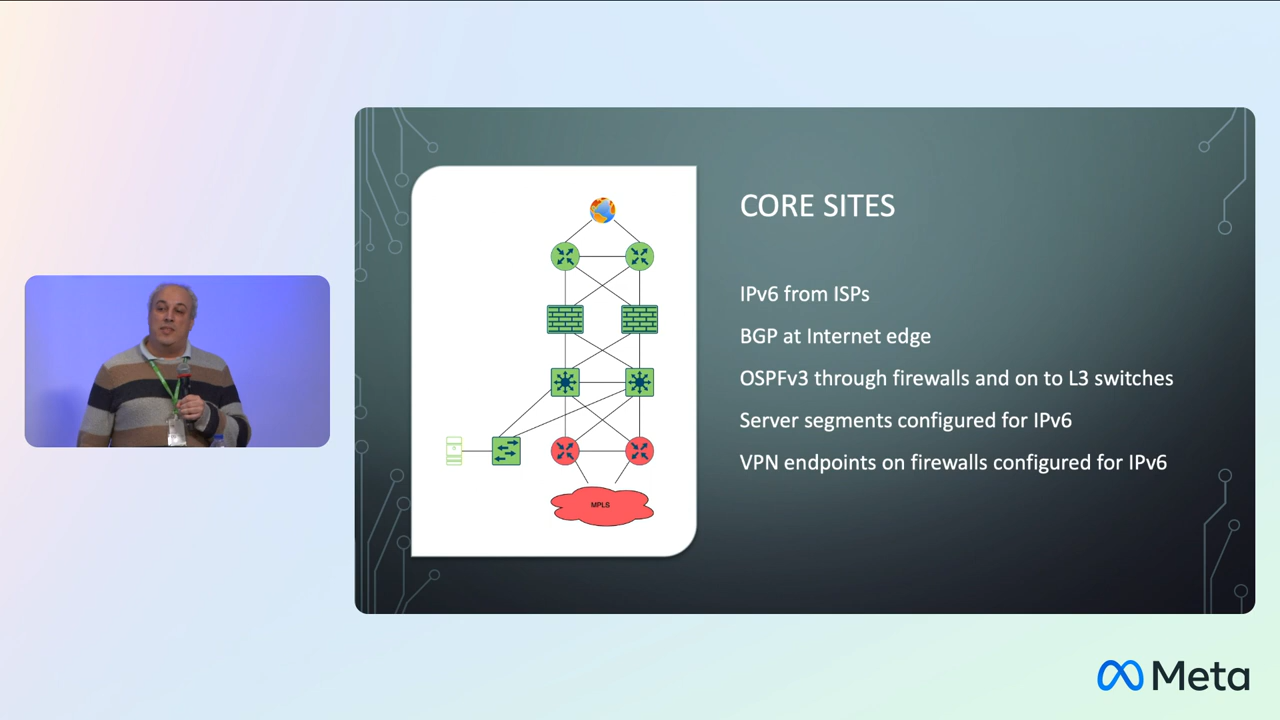 CORE SITES
IPv6 from ISPs
BGP at Internet edge
OSPFv3 through firewalls and on to L3 switches
Server segments configured for IPv6
VPN endpoints on firewalls configured for IPv6
MPLS
Meta